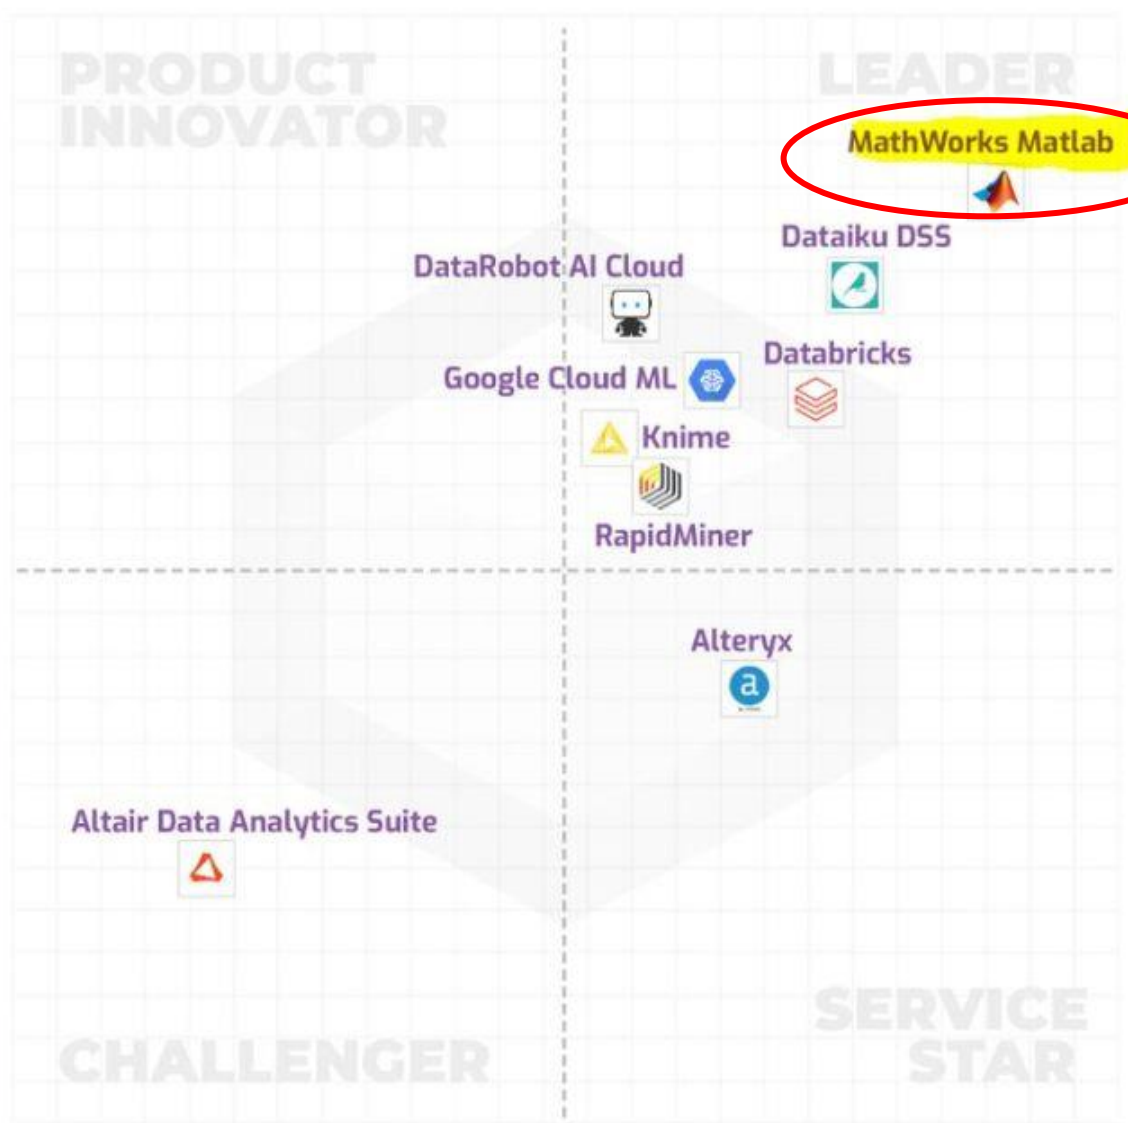 PRODUCT
INNOVATOR
LEADER
MathWorks Matlab
Dataiku DSS
DataRobot AI Cloud
Databricks
Google Cloud ML
Knime
RapidMiner
Alteryx
a
Altair Data Analytics Suite
SERVICE
STAR
CHALLENGER